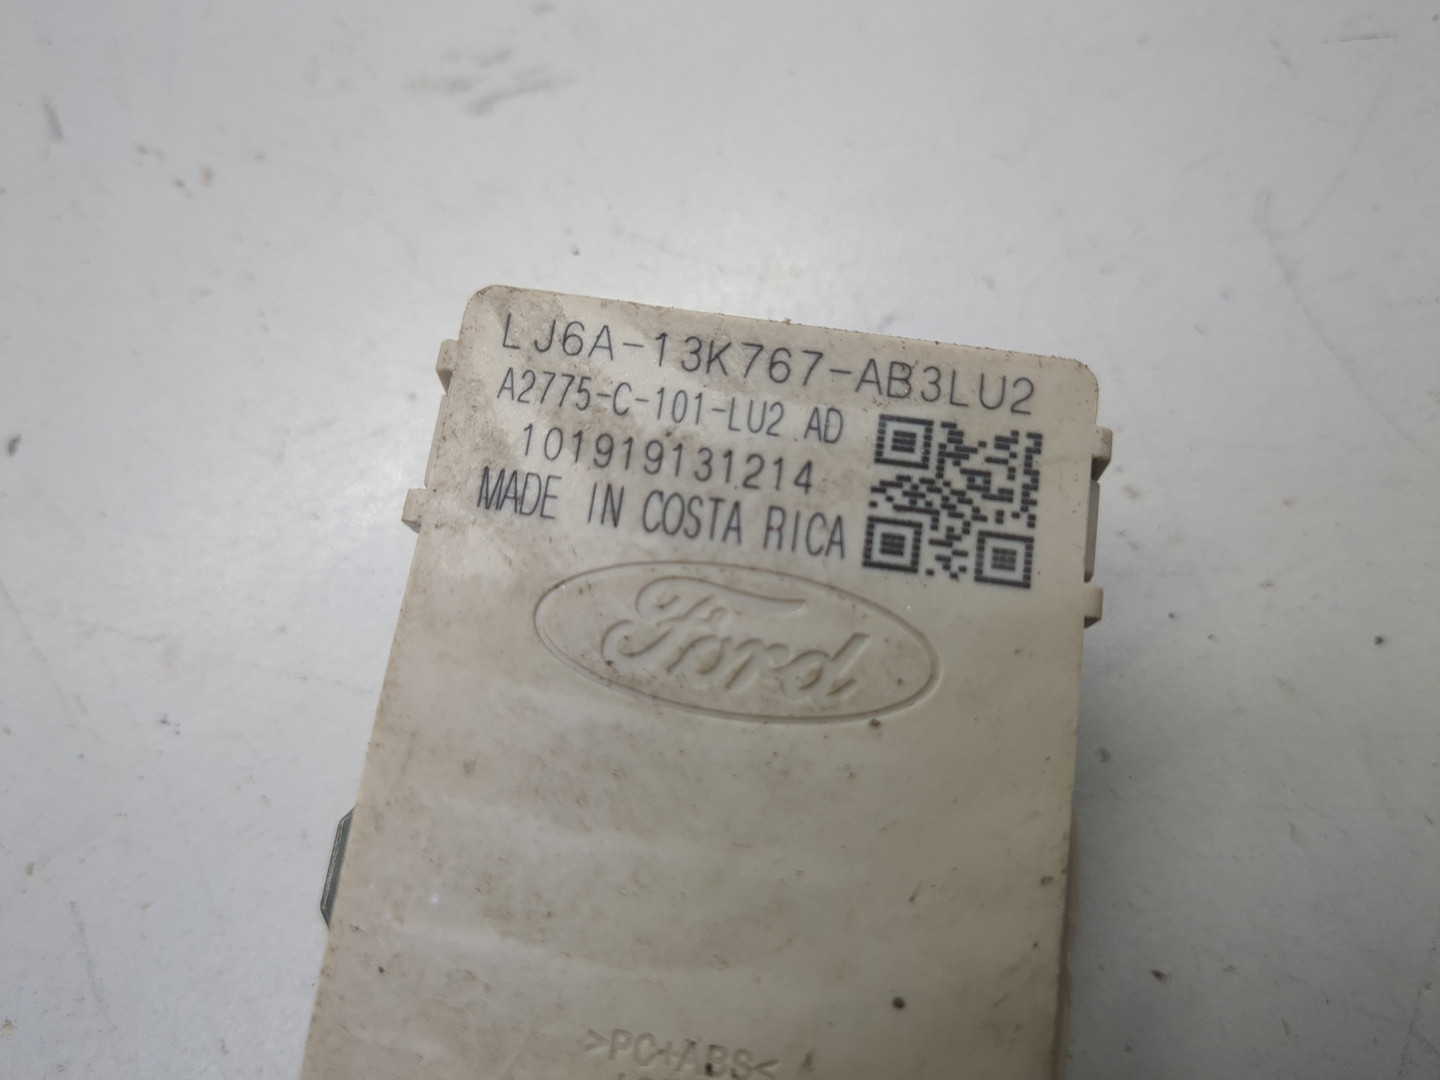 LJ6A-13K767-AB3LU2
A2775-C-101-LU2 AD
101919131214
MADE IN COSTA RICA
Ford
>PC+ABS<